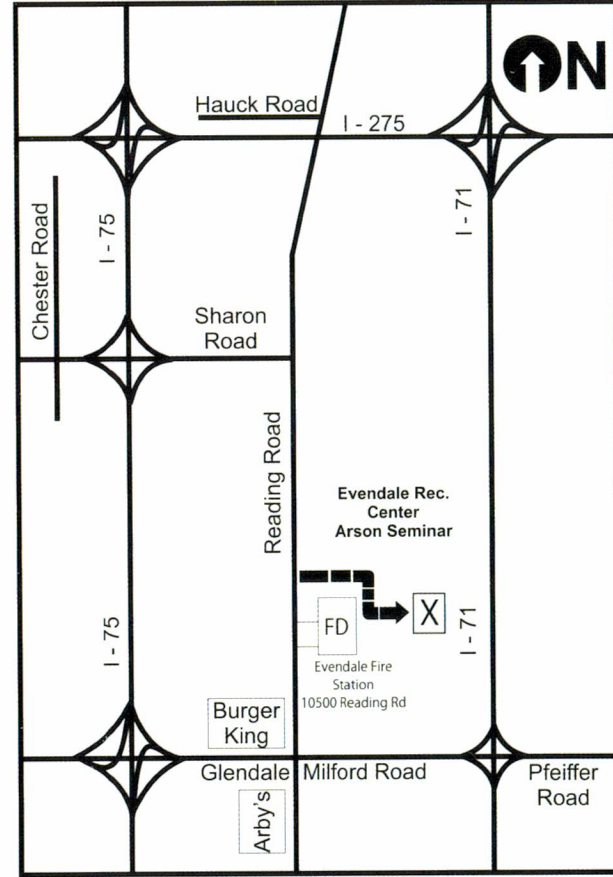 N
Hauck Road
I - 275
I - 75
I - 71
Chester Road
Sharon
Road
Reading Road
Evendale Rec.
Center
Arson Seminar
X
FD
I - 75
I - 71
Evendale Fire
Station
10500 Reading Rd
Burger
King
Glendale Milford Road
Pfeiffer
Road
Arby's